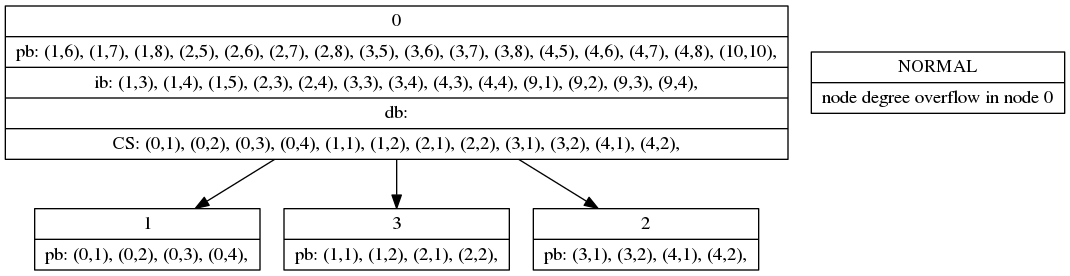 0
pb: (1,6), (1,7), (1,8), (2,5), (2,6), (2,7), (2,8), (3,5), (3,6), (3,7), (3,8), (4,5), (4,6), (4,7), (4,8), (10,10),
ib: (1,3), (1,4), (1,5), (2,3), (2,4), (3,3), (3,4), (4,3), (4,4), (9,1), (9,2), (9,3), (9,4),
db:
CS: (0,1), (0,2), (0,3), (0,4), (1,1), (1,2), (2,1), (2,2), (3,1), (3,2), (4,1), (4,2),
NORMAL
node degree overflow in node 0
1
pb: (0,1), (0,2), (0,3), (0,4),
3
pb: (1,1), (1,2), (2,1), (2,2),
2
pb: (3,1), (3,2), (4,1), (4,2),